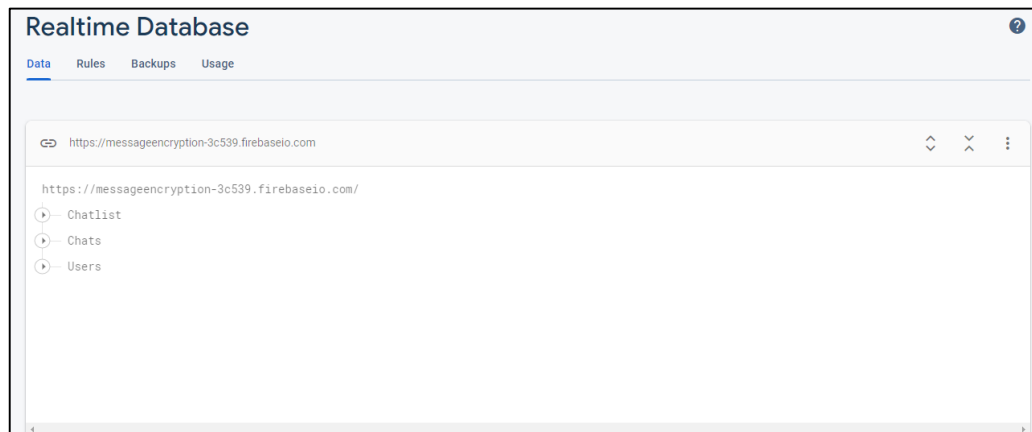 Realtime Database
Data Rules Backups Usage
https://messageencryption-3c539.firebaseio.com
https://messageencryption-3c539.firebaseio.com/
Chatlist
Chats
Users